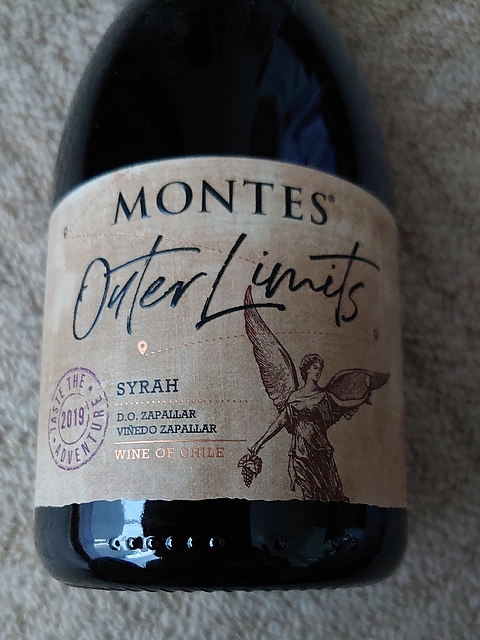 MONTES®
Outer Limits
SYRAH
D.O. ZAPALLAR
VIÑEDO ZAPALLAR
WINE OF CHILE
TASTE THE
2019
ADVENTURE